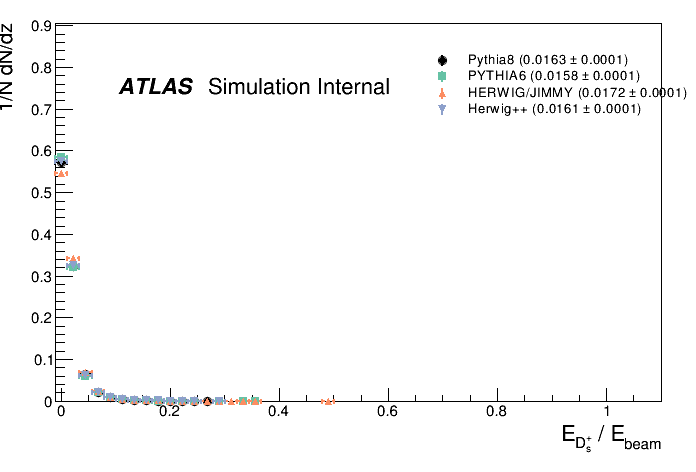 1/N dN/dz
0.9
0.8
0.7
0.6
0.5
0.4
0.3
0.2
0.1
0
ATLAS Simulation Internal
Pythia8 (0.0163 ± 0.0001)
PYTHIA6 (0.0158 ± 0.0001)
HERWIG/JIMMY (0.0172 ± 0.0001)
Herwig++ (0.0161 ± 0.0001)
0 0.2 0.4 0.6 0.8 1
E_{D_s^+} / E_{beam}